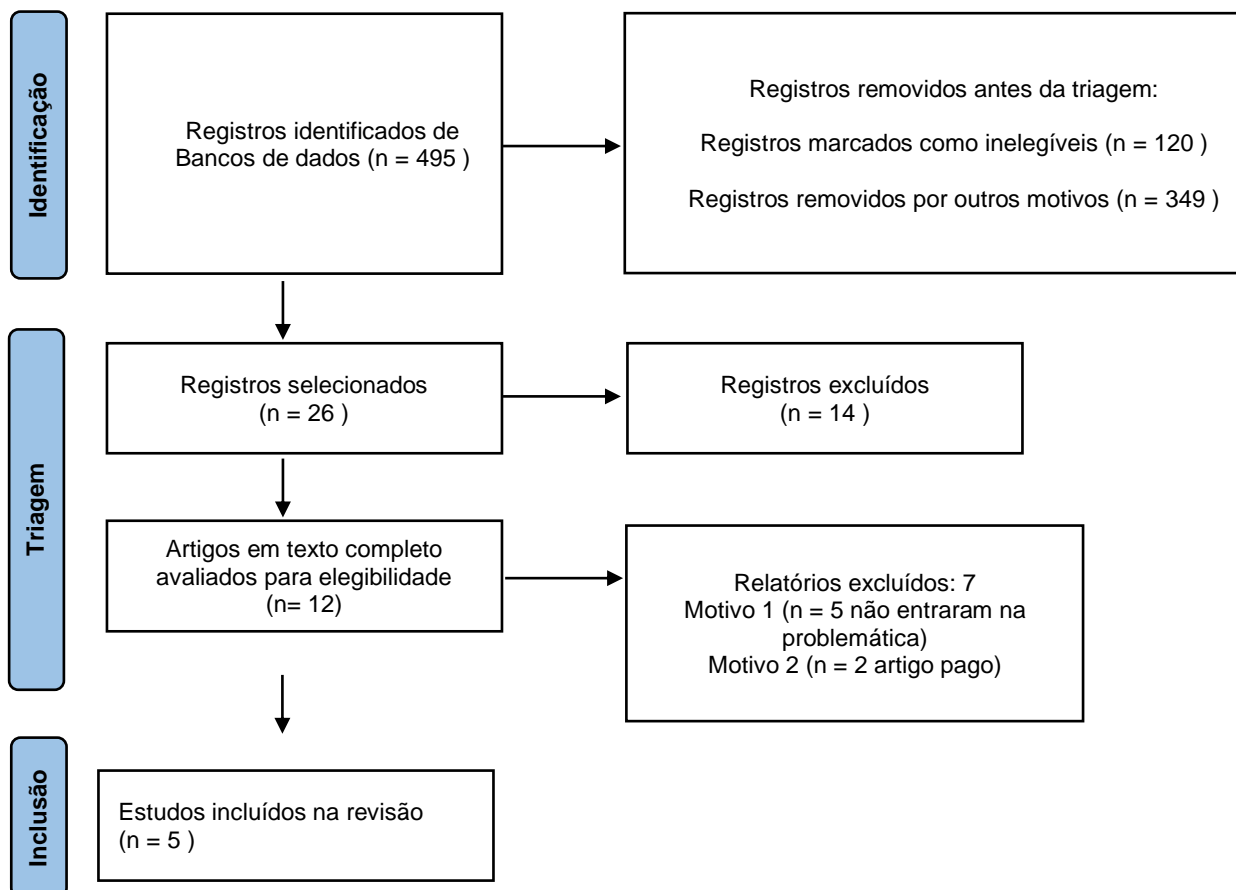 Identificação
Registros identificados de
Bancos de dados (n = 495 )
Registros removidos antes da triagem:
Registros marcados como inelegíveis (n = 120 )
Registros removidos por outros motivos (n = 349 )
Triagem
Registros selecionados
(n = 26 )
Registros excluídos
(n = 14 )
Artigos em texto completo
avaliados para elegibilidade
(n= 12)
Relatórios excluídos: 7
Motivo 1 (n = 5 não entraram na
problemática)
Motivo 2 (n = 2 artigo pago)
Inclusão
Estudos incluídos na revisão
(n = 5 )